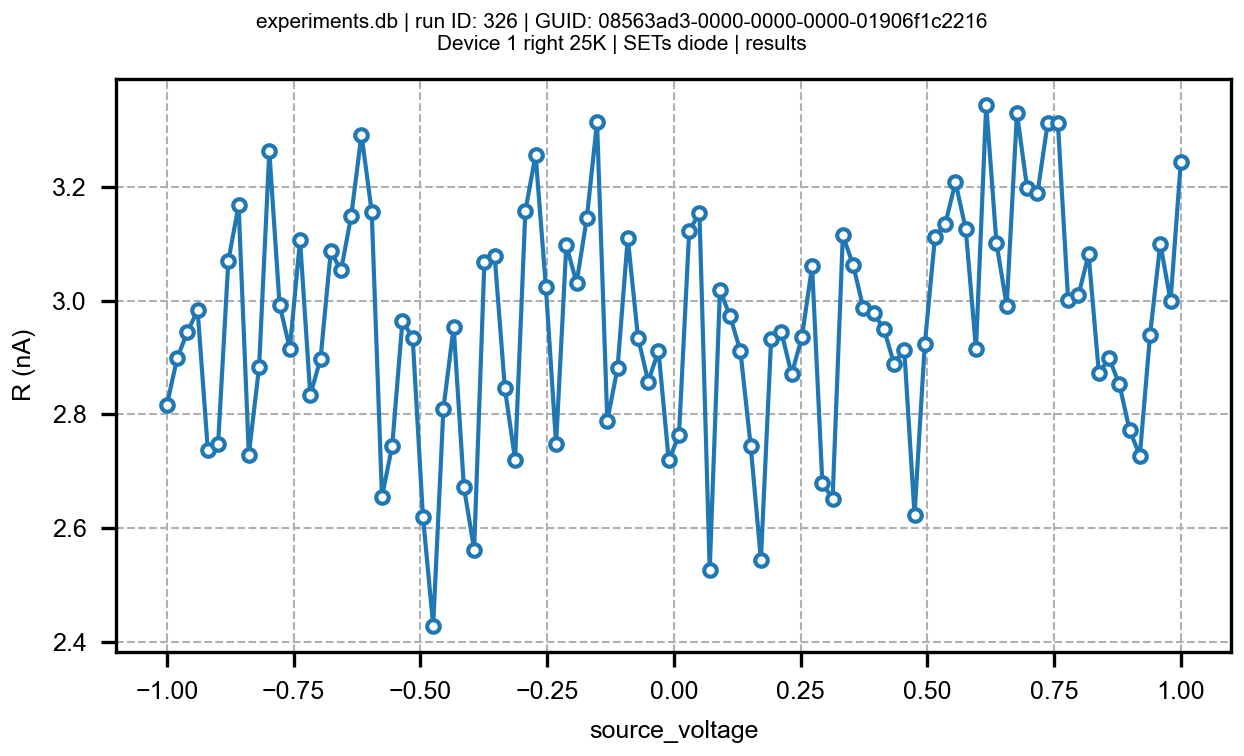 experiments.db | run ID: 326 | GUID: 08563ad3-0000-0000-0000-01906f1c2216
Device 1 right 25K | SETs diode | results
R (nA)
3.2
3.0
2.8
2.6
2.4
−1.00 −0.75 −0.50 −0.25 0.00 0.25 0.50 0.75 1.00
source_voltage